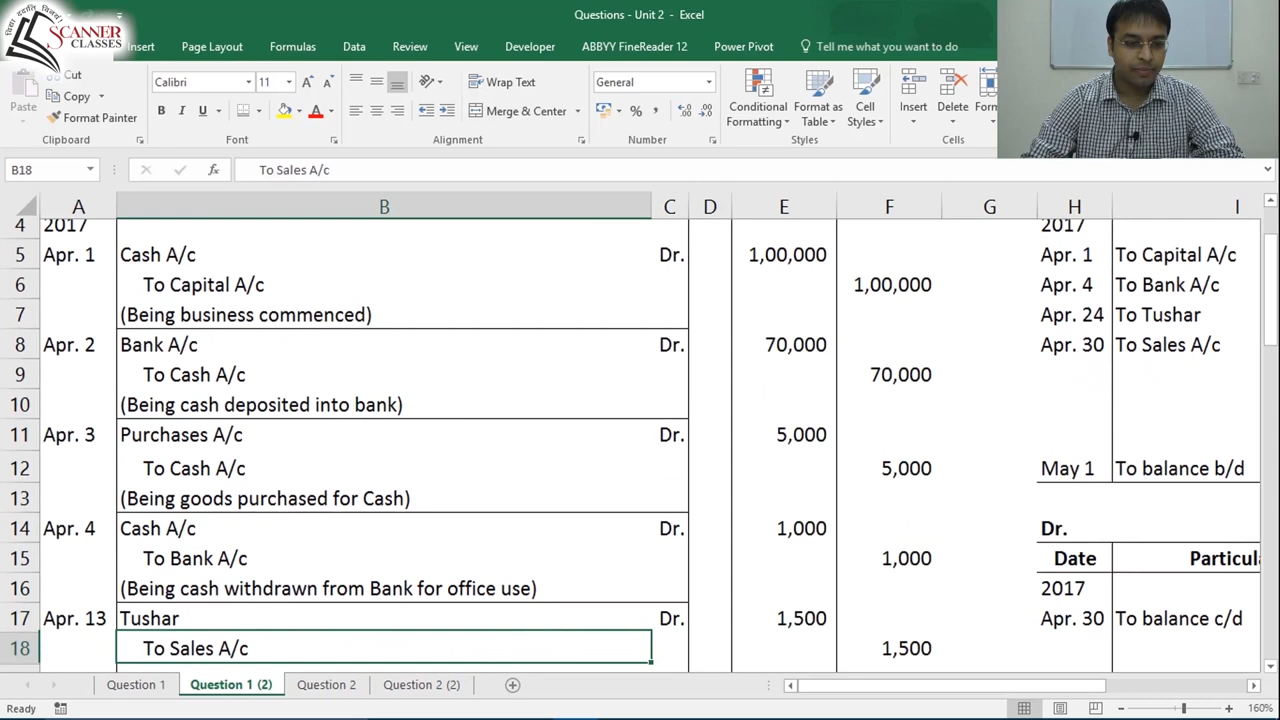 विद्या ददाति विनयम्
SCANNER
CLASSES
Questions - Unit 2 - Excel
Insert Page Layout Formulas Data Review View Developer ABBYY FineReader 12 Power Pivot Tell me what you want to do
Cut
Copy
Format Painter
Paste
Calibri 11
B I U A
Wrap Text
Merge & Center
General
% ,
Conditional Formatting
Format as Table
Cell Styles
Insert
Delete
Form
Clipboard Font Alignment Number Styles Cells
B18 fx To Sales A/c
A B C D E F G H I
4 2017 2017
5 Apr. 1 Cash A/c Dr. 1,00,000 Apr. 1 To Capital A/c
6 To Capital A/c 1,00,000 Apr. 4 To Bank A/c
7 (Being business commenced) Apr. 24 To Tushar
8 Apr. 2 Bank A/c Dr. 70,000 Apr. 30 To Sales A/c
9 To Cash A/c 70,000
10 (Being cash deposited into bank)
11 Apr. 3 Purchases A/c Dr. 5,000
12 To Cash A/c 5,000 May 1 To balance b/d
13 (Being goods purchased for Cash)
14 Apr. 4 Cash A/c Dr. 1,000 Dr.
15 To Bank A/c 1,000 Date Particula
16 (Being cash withdrawn from Bank for office use) 2017
17 Apr. 13 Tushar Dr. 1,500 Apr. 30 To balance c/d
18 To Sales A/c 1,500
Question 1 Question 1 (2) Question 2 Question 2 (2)
Ready 160%